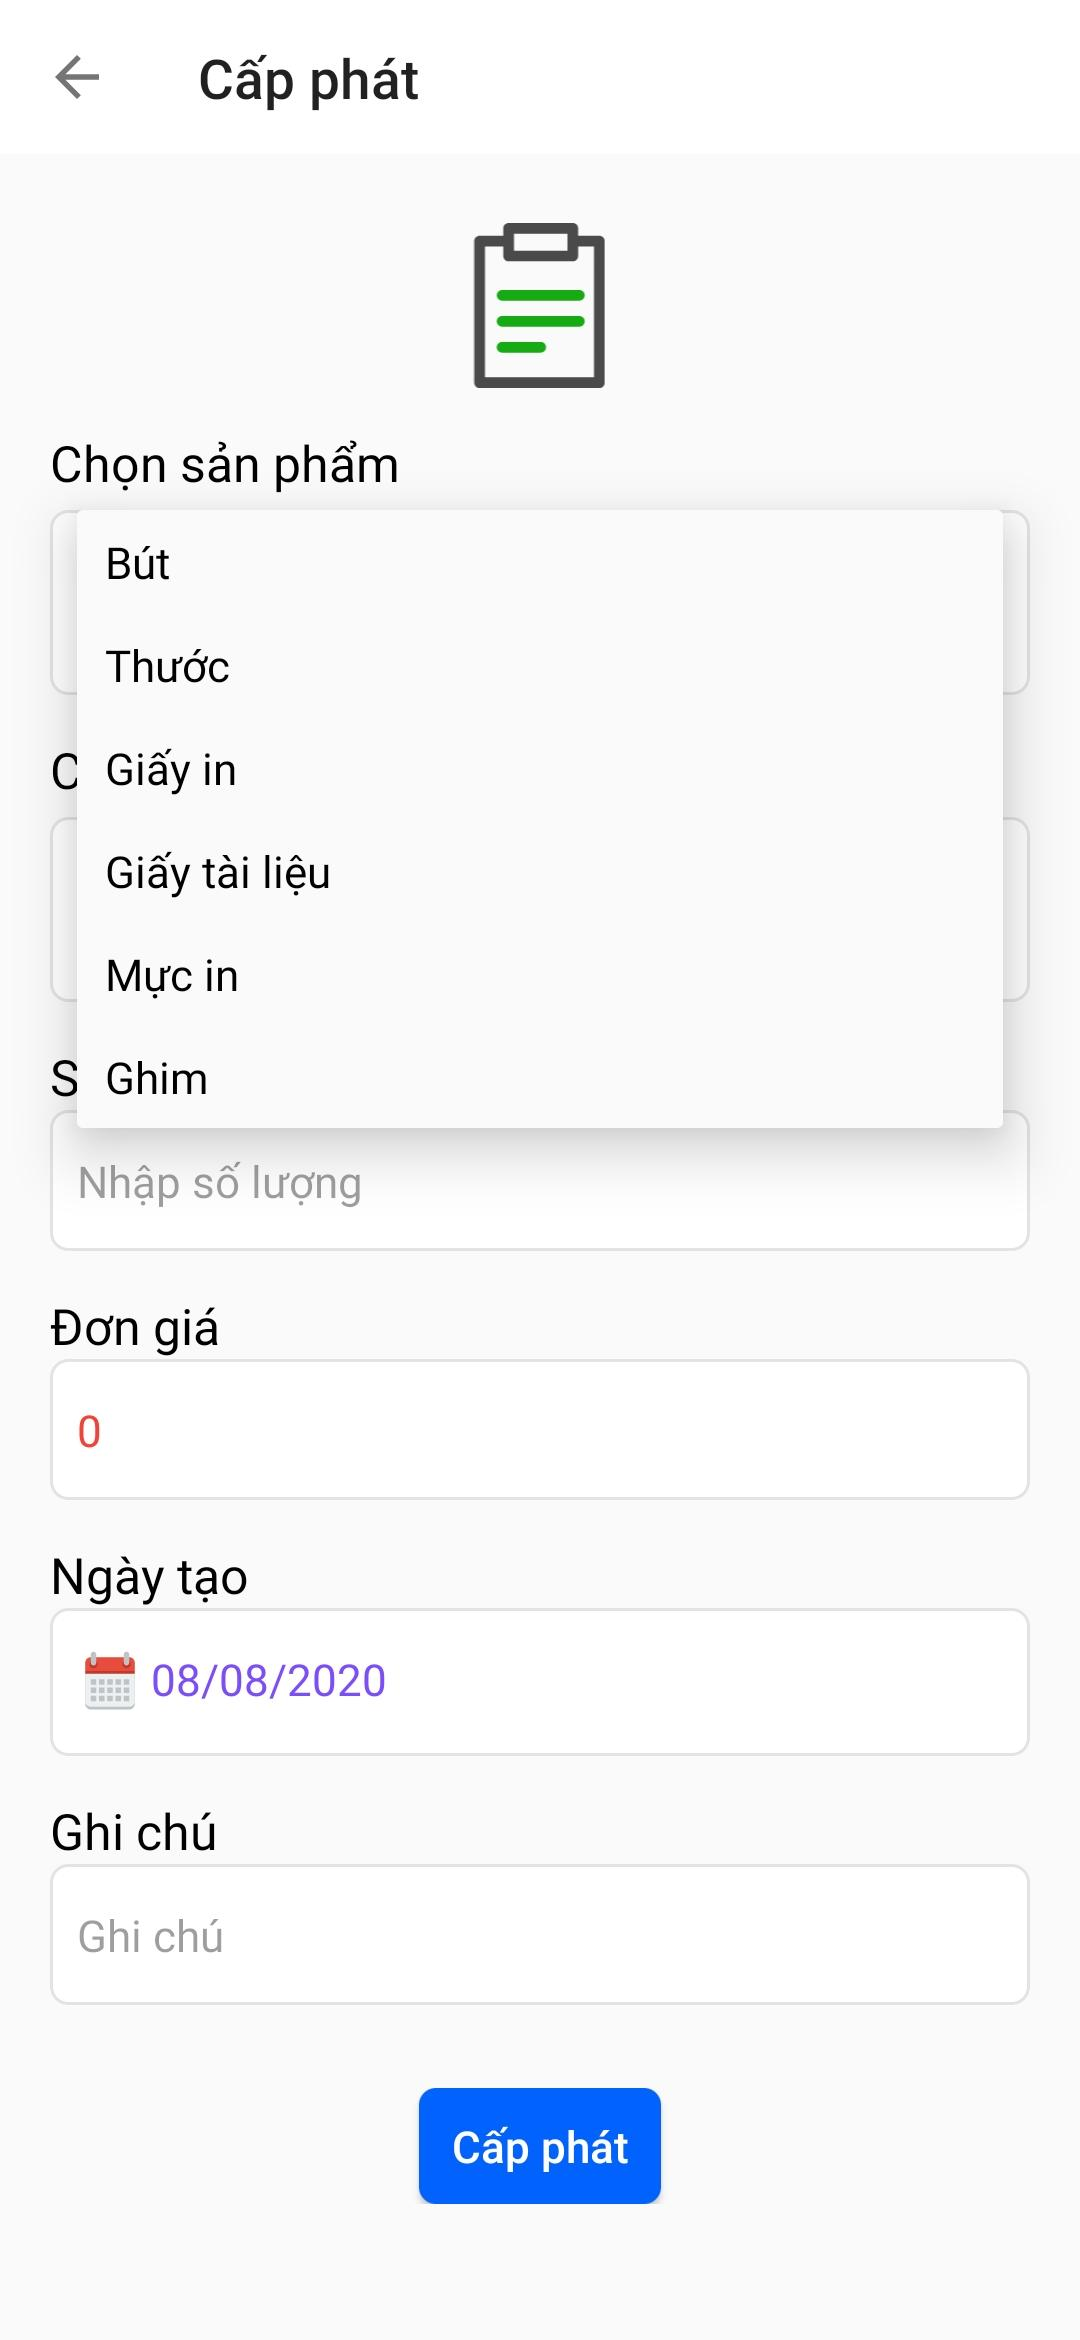 Cấp phát
Chọn sản phẩm
Bút
Thước
Giấy in
Giấy tài liệu
Mực in
Ghim
Nhập số lượng
Đơn giá
0
Ngày tạo
08/08/2020
Ghi chú
Ghi chú
Cấp phát